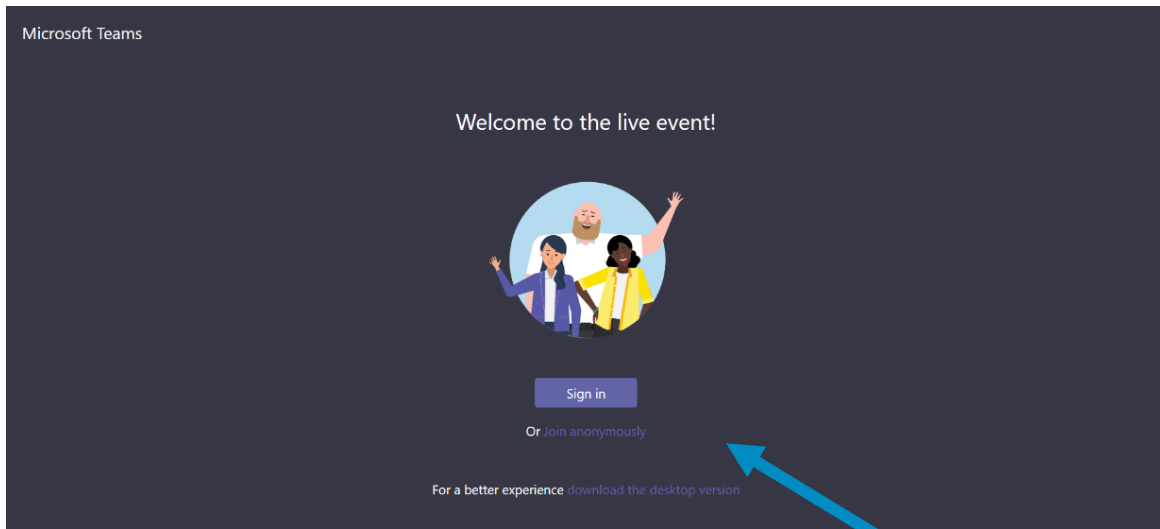 Microsoft Teams
Welcome to the live event!
Sign in
Or Join anonymously
For a better experience download the desktop version